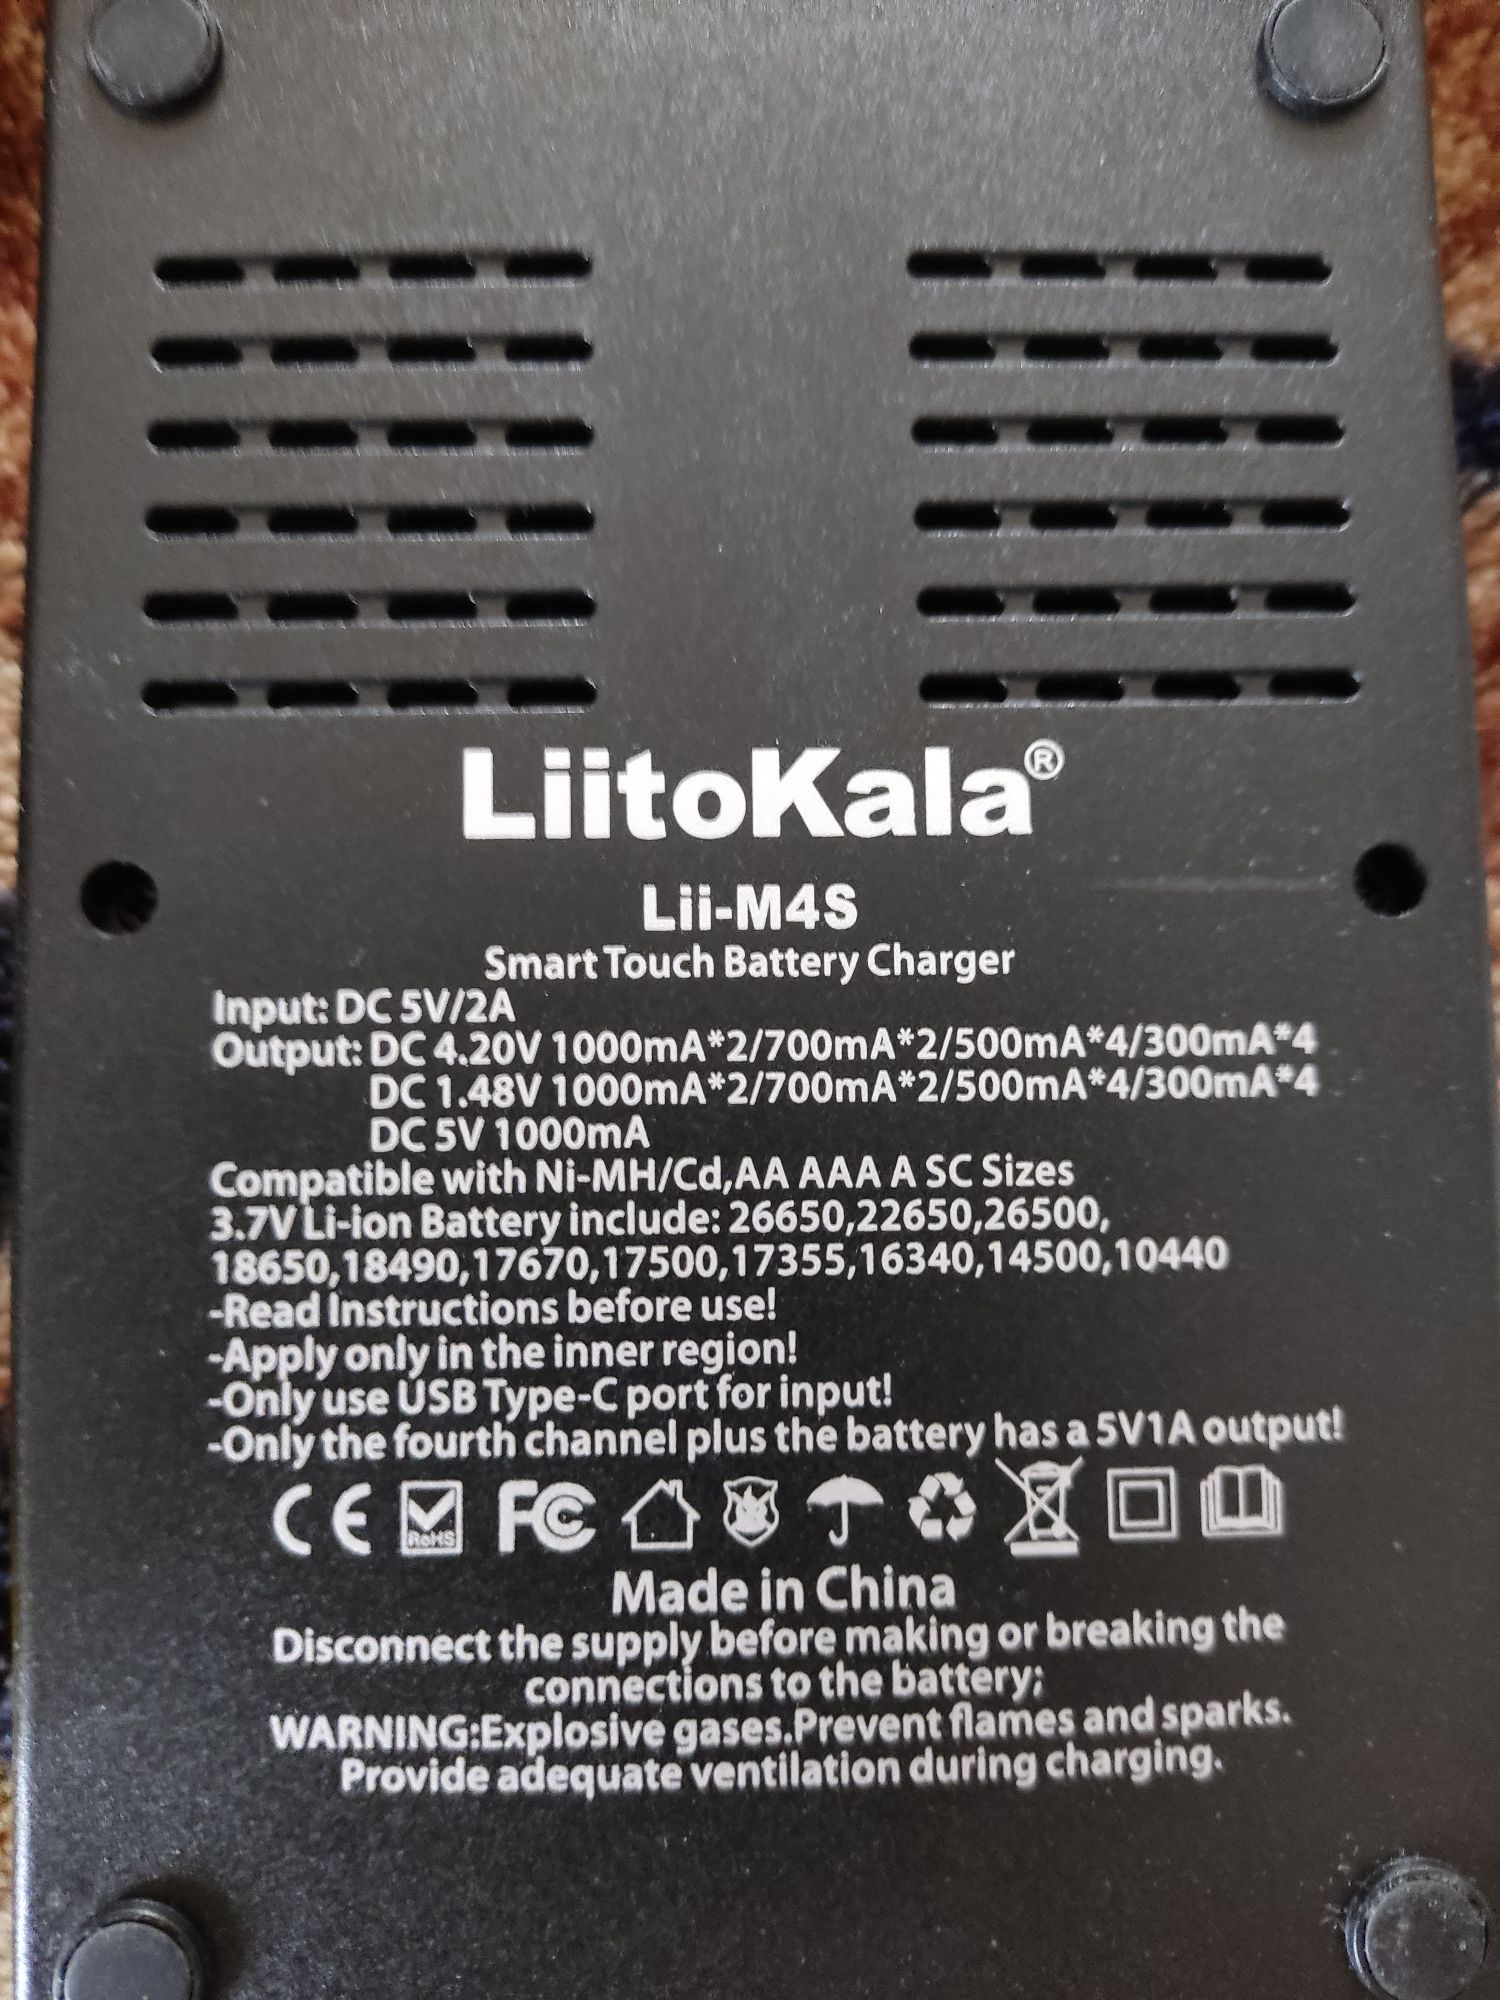 LiitoKala®
Lii-M4S
Smart Touch Battery Charger
Input: DC 5V/2A
Output: DC 4.20V 1000mA*2/700mA*2/500mA*4/300mA*4
DC 1.48V 1000mA*2/700mA*2/500mA*4/300mA*4
DC 5V 1000mA
Compatible with Ni-MH/Cd,AA AAA A SC Sizes
3.7V Li-ion Battery include: 26650,22650,26500,
18650,18490,17670,17500,17355,16340,14500,10440
-Read Instructions before use!
-Apply only in the inner region!
-Only use USB Type-C port for input!
-Only the fourth channel plus the battery has a 5V1A output!
CE RoHS FC
Made in China
Disconnect the supply before making or breaking the
connections to the battery;
WARNING:Explosive gases.Prevent flames and sparks.
Provide adequate ventilation during charging.